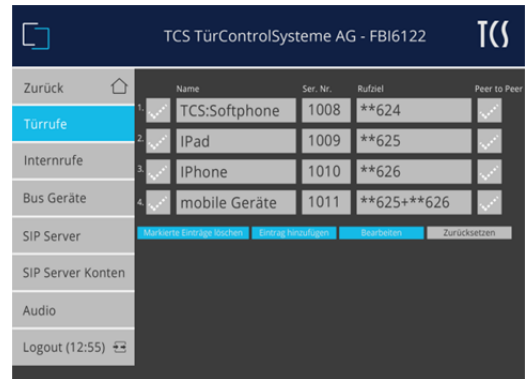 TCS TürControlSysteme AG - FBI6122
TCS
Zurück
Türrufe
Internrufe
Bus Geräte
SIP Server
SIP Server Konten
Audio
Logout (12:55)
Name Ser. Nr. Rufziel Peer to Peer
1. TCS:Softphone 1008 **624
2. IPad 1009 **625
3. IPhone 1010 **626
4. mobile Geräte 1011 **625+**626
Markierte Einträge löschen Eintrag hinzufügen Bearbeiten Zurücksetzen